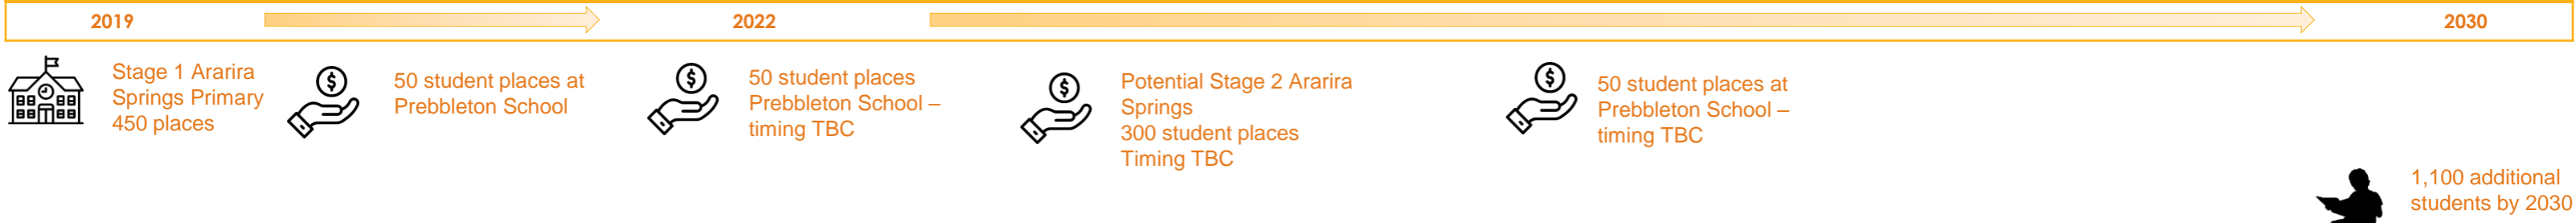 2019
2022
2030
Stage 1 Ararira
Springs Primary
450 places
50 student places at
Prebbleton School
50 student places
Prebbleton School –
timing TBC
Potential Stage 2 Ararira
Springs
300 student places
Timing TBC
50 student places at
Prebbleton School –
timing TBC
1,100 additional
students by 2030